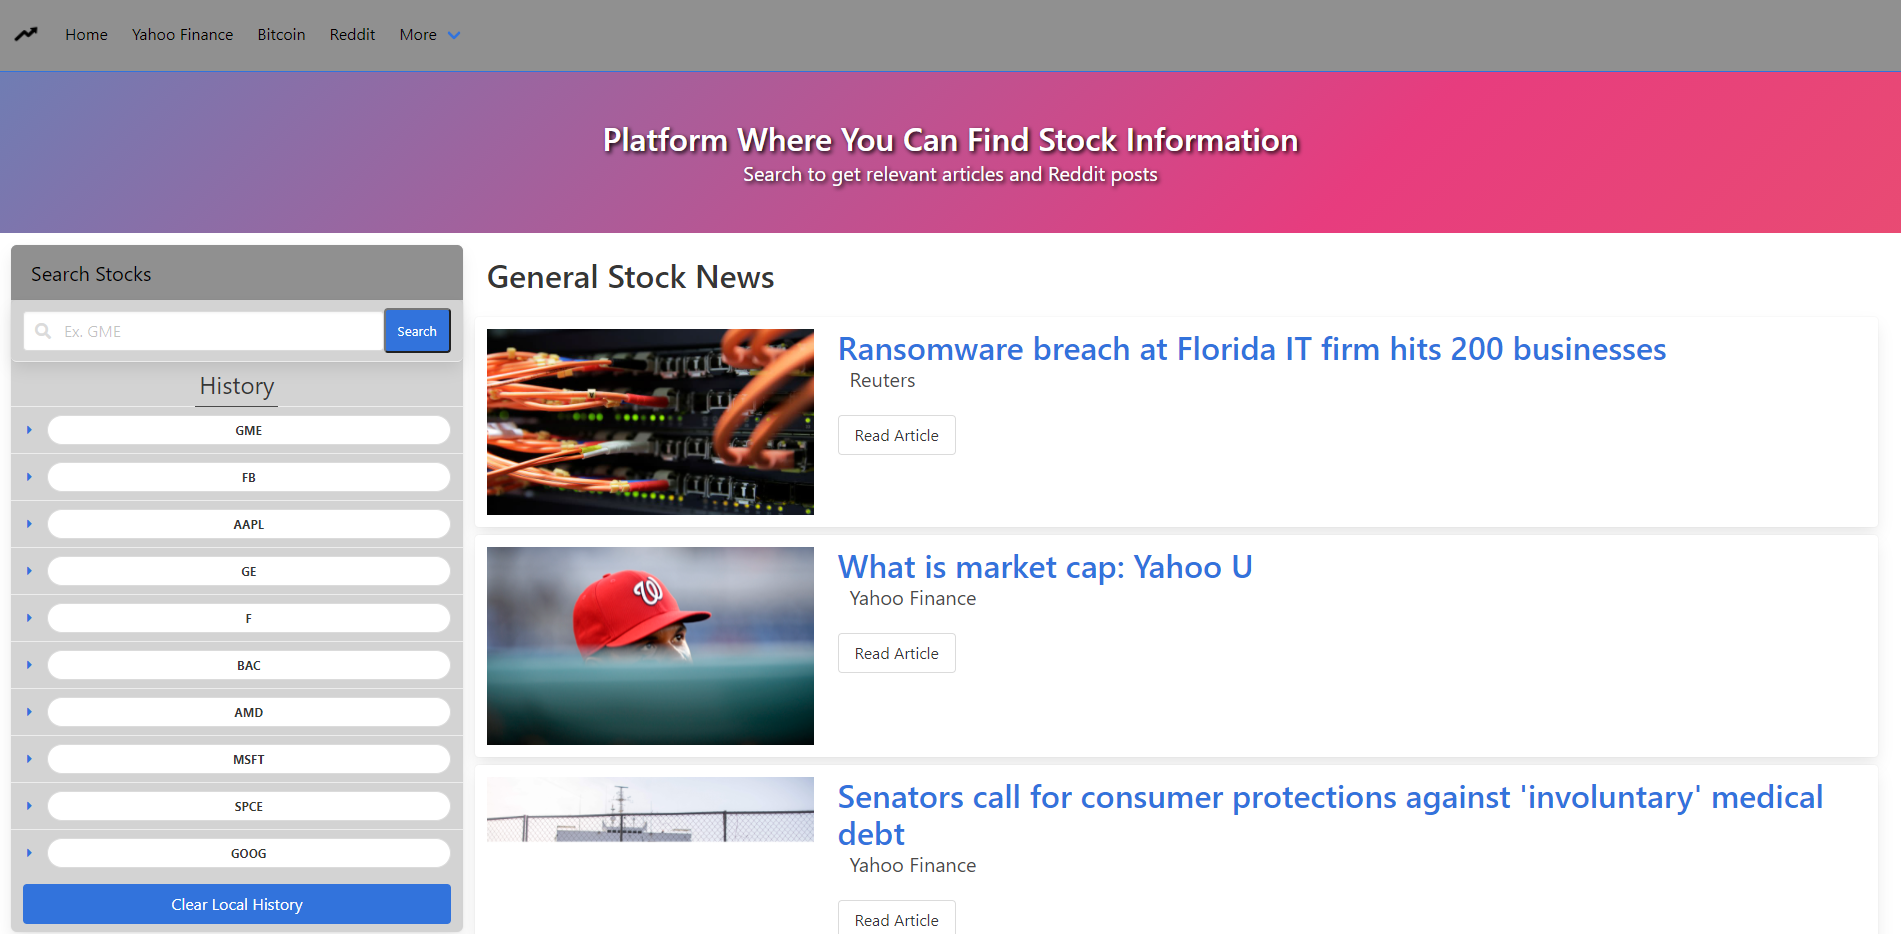 Home Yahoo Finance Bitcoin Reddit More
Platform Where You Can Find Stock Information
Search to get relevant articles and Reddit posts
Search Stocks
Ex. GME Search
History
GME
FB
AAPL
GE
F
BAC
AMD
MSFT
SPCE
GOOG
Clear Local History
General Stock News
Ransomware breach at Florida IT firm hits 200 businesses
Reuters
Read Article
W
What is market cap: Yahoo U
Yahoo Finance
Read Article
Senators call for consumer protections against 'involuntary' medical
debt
Yahoo Finance
Read Article